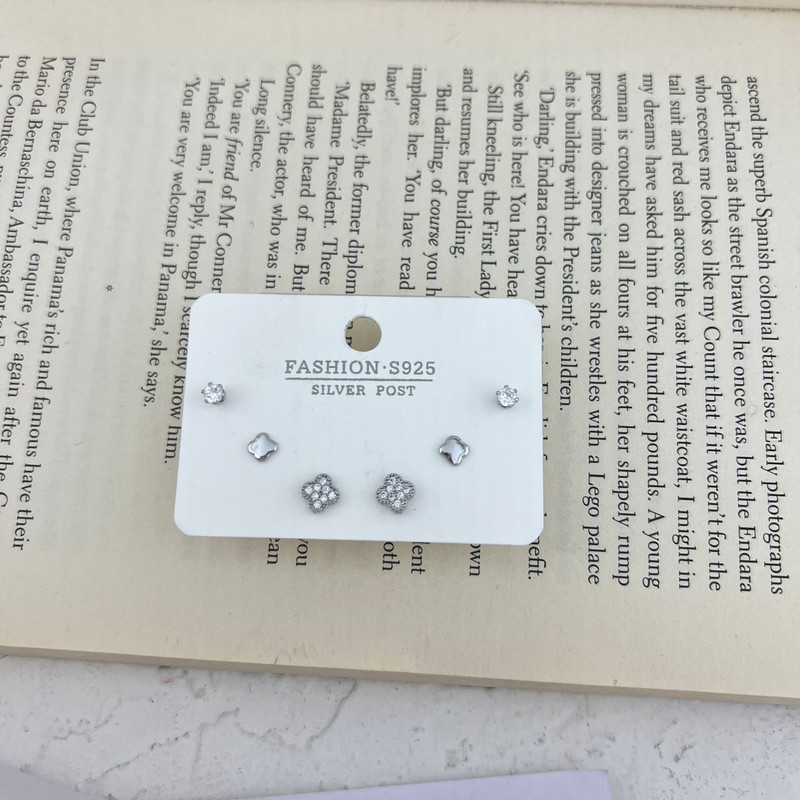 FASHION·S925
SILVER POST
ascend the superb Spanish colonial staircase. Early photographs
depict Endara as the street brawler he once was, but the Endara
who receives me looks so like my Count that if it weren't for the
tail suit and red sash across the vast white waistcoat, I might in
my dreams have asked him for five hundred pounds. A young
woman is crouched on all fours at his feet, her shapely rump
pressed into designer jeans as she wrestles with a Lego palace
she is building with the President's children.
'Darling,' Endara cries down to
'See who is here! You have hea
Still kneeling, the First Lady
and resumes her building.
'But darling, of course you h
implores her. 'You have read
have!'
Belatedly, the former diplom
'Madame President. There
should have heard of me. But
Connery, the actor, who was in
Long silence.
'You are friend of Mr Conner
'Indeed I am,' I reply, though I scarcely know him.
'You are very welcome in Panama,' she says.
*
In the Club Union, where Panama's rich and famous have their
presence here on earth, I enquire yet again after the
Mario da Bernaschina, Ambassador to
to the Countess,